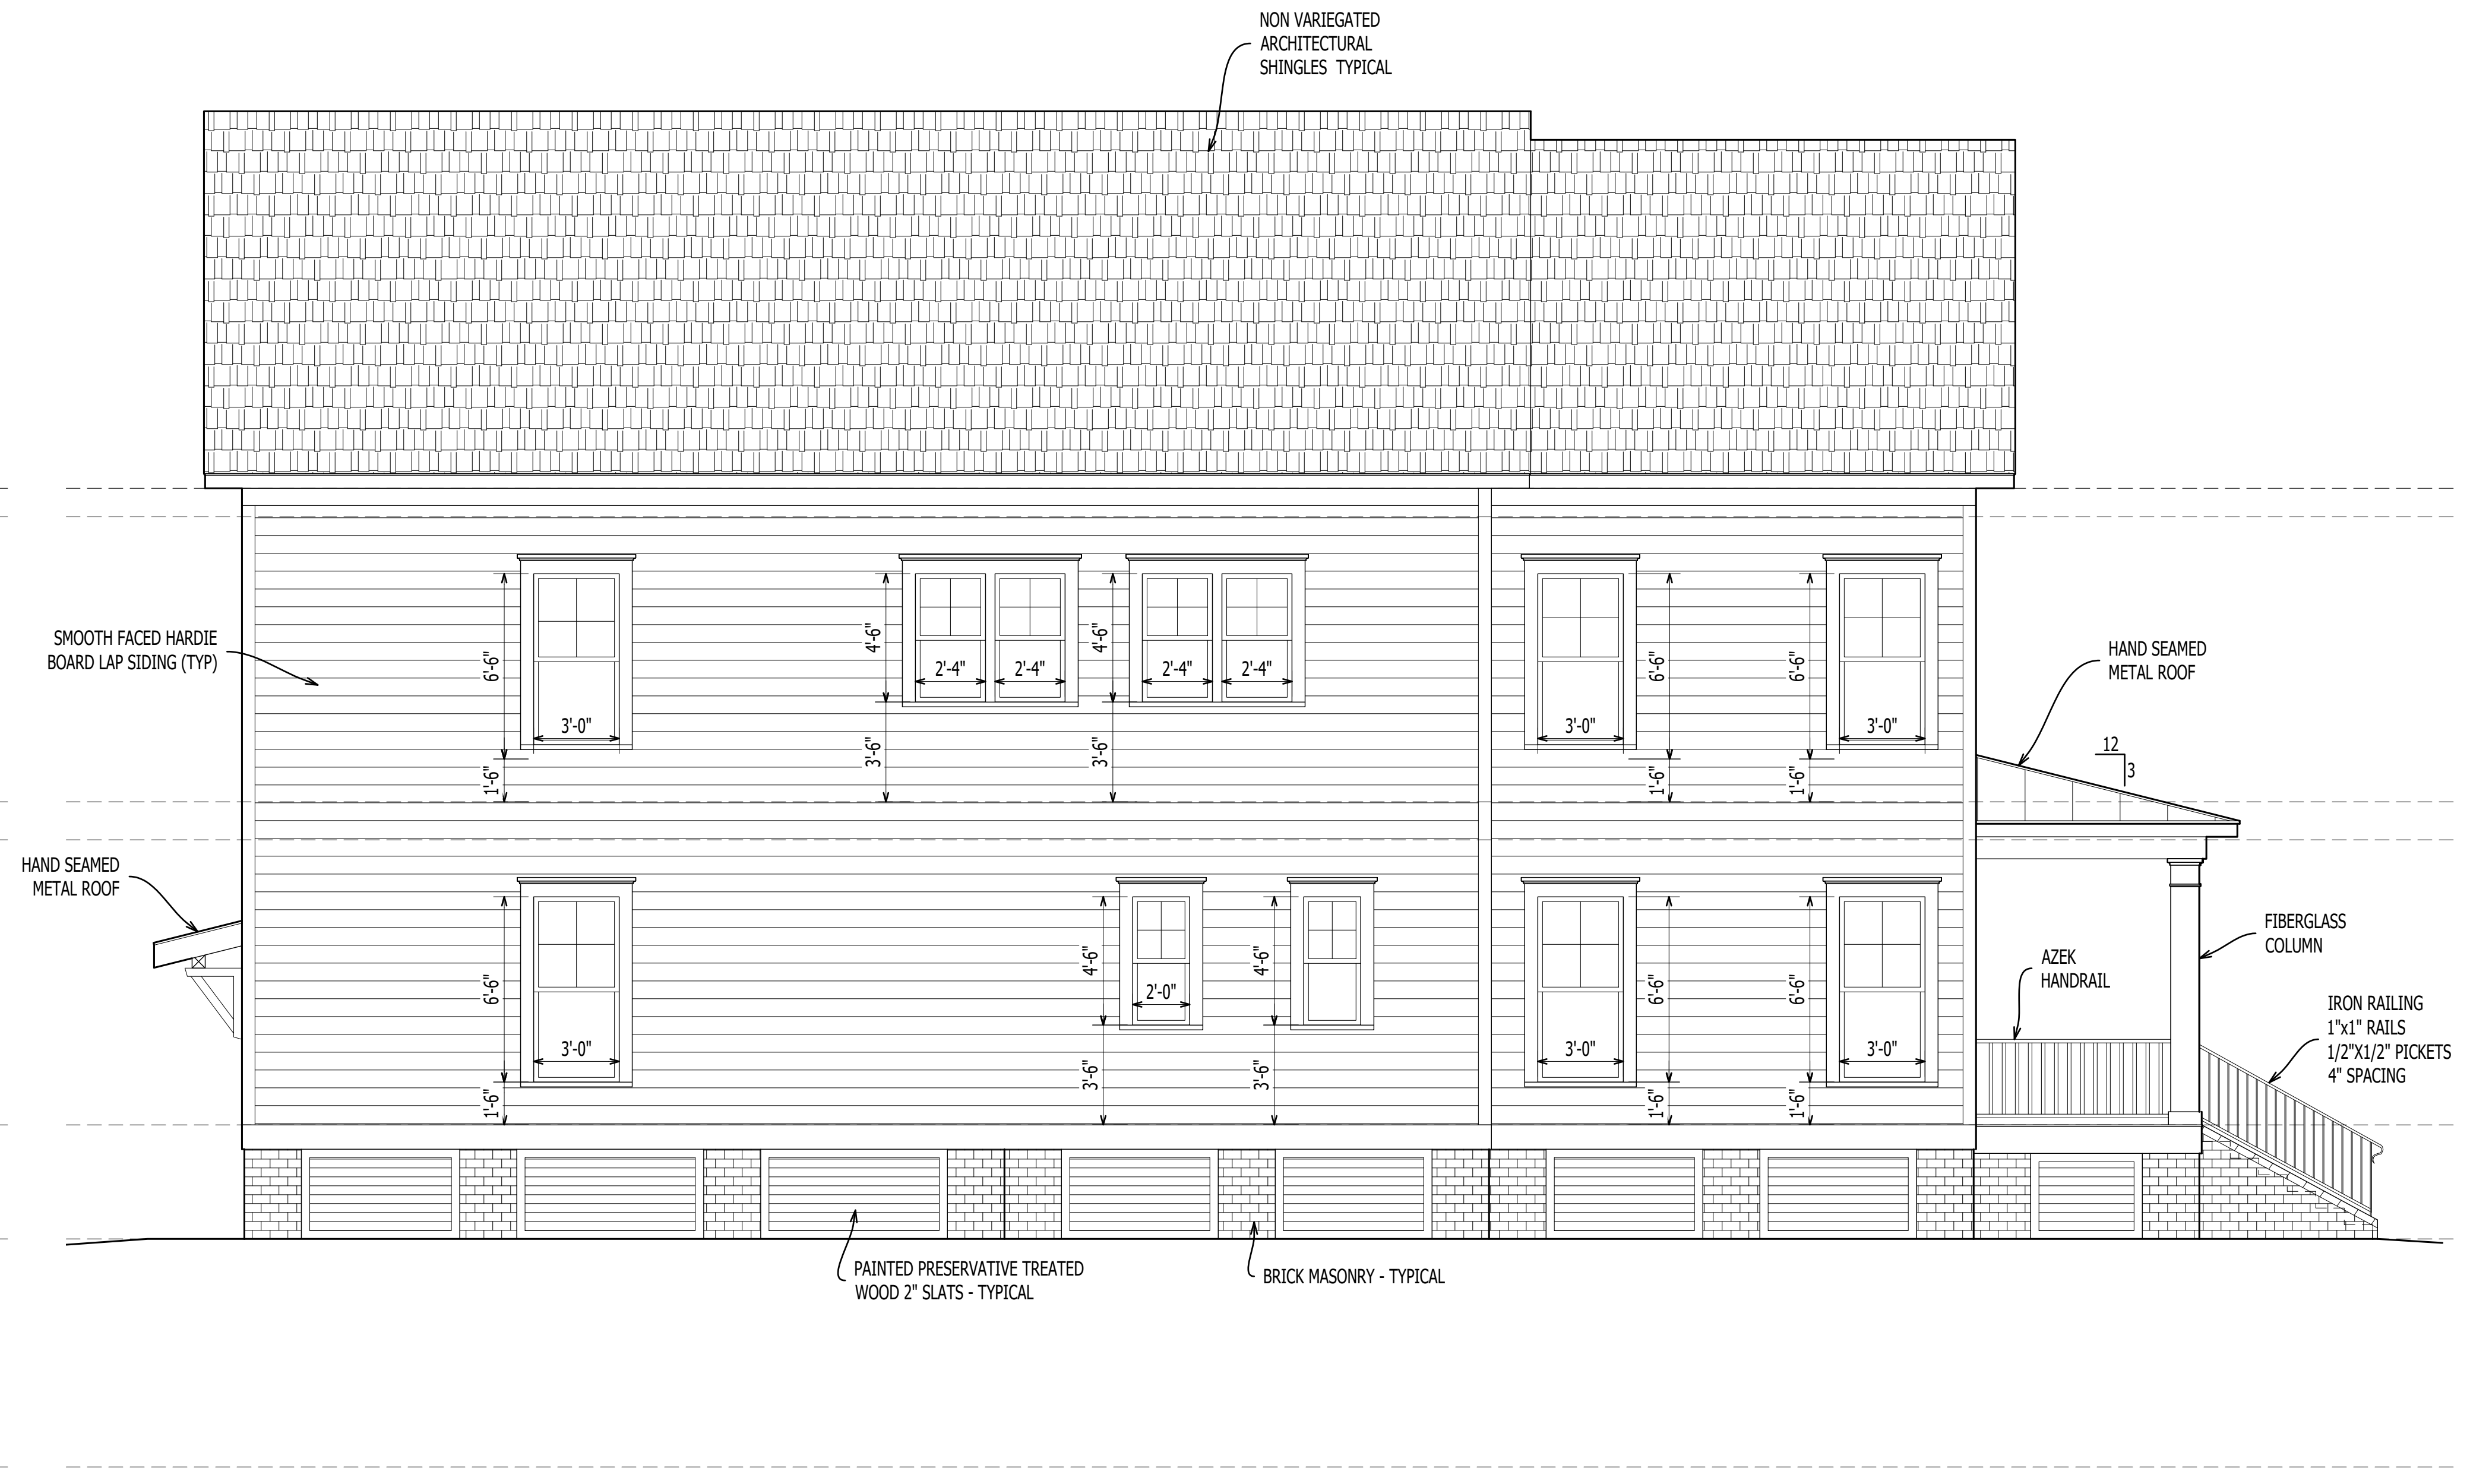 NON VARIEGATED
ARCHITECTURAL
SHINGLES TYPICAL
SMOOTH FACED HARDIE
BOARD LAP SIDING (TYP)
6'-6"
3'-0"
1'-6"
4'-6"
2'-4"
2'-4"
3'-6"
4'-6"
2'-4"
2'-4"
3'-6"
3'-0"
6'-6"
1'-6"
6'-6"
3'-0"
1'-6"
HAND SEAMED
METAL ROOF
12
3
HAND SEAMED
METAL ROOF
6'-6"
3'-0"
1'-6"
4'-6"
2'-0"
3'-6"
4'-6"
3'-6"
3'-0"
6'-6"
1'-6"
6'-6"
3'-0"
1'-6"
FIBERGLASS
COLUMN
AZEK
HANDRAIL
IRON RAILING
1"x1" RAILS
1/2"X1/2" PICKETS
4" SPACING
PAINTED PRESERVATIVE TREATED
WOOD 2" SLATS - TYPICAL
BRICK MASONRY - TYPICAL